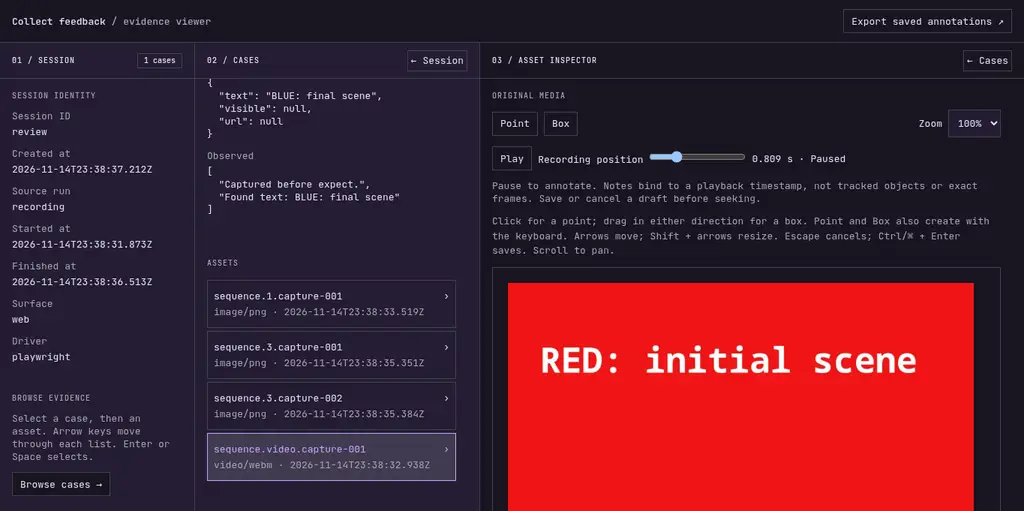 Collect feedback / evidence viewer
Export saved annotations ↗
01 / SESSION
1 cases
SESSION IDENTITY
Session ID
review
Created at
2026-11-14T23:38:37.212Z
Source run
recording
Started at
2026-11-14T23:38:31.873Z
Finished at
2026-11-14T23:38:36.513Z
Surface
web
Driver
playwright
BROWSE EVIDENCE
Select a case, then an
asset. Arrow keys move
through each list. Enter or
Space selects.
Browse cases →
02 / CASES
← Session
{
"text": "BLUE: final scene",
"visible": null,
"url": null
}
Observed
[
"Captured before expect.",
"Found text: BLUE: final scene"
]
ASSETS
sequence.1.capture-001 ›
image/png · 2026-11-14T23:38:33.519Z
sequence.3.capture-001 ›
image/png · 2026-11-14T23:38:35.351Z
sequence.3.capture-002 ›
image/png · 2026-11-14T23:38:35.384Z
sequence.video.capture-001 ›
video/webm · 2026-11-14T23:38:32.938Z
03 / ASSET INSPECTOR
← Cases
ORIGINAL MEDIA
Point
Box
Zoom
100%
Play
Recording position
0.809 s · Paused
Pause to annotate. Notes bind to a playback timestamp, not tracked objects or exact
frames. Save or cancel a draft before seeking.
Click for a point; drag in either direction for a box. Point and Box also create with
the keyboard. Arrows move; Shift + arrows resize. Escape cancels; Ctrl/⌘ + Enter
saves. Scroll to pan.
RED: initial scene